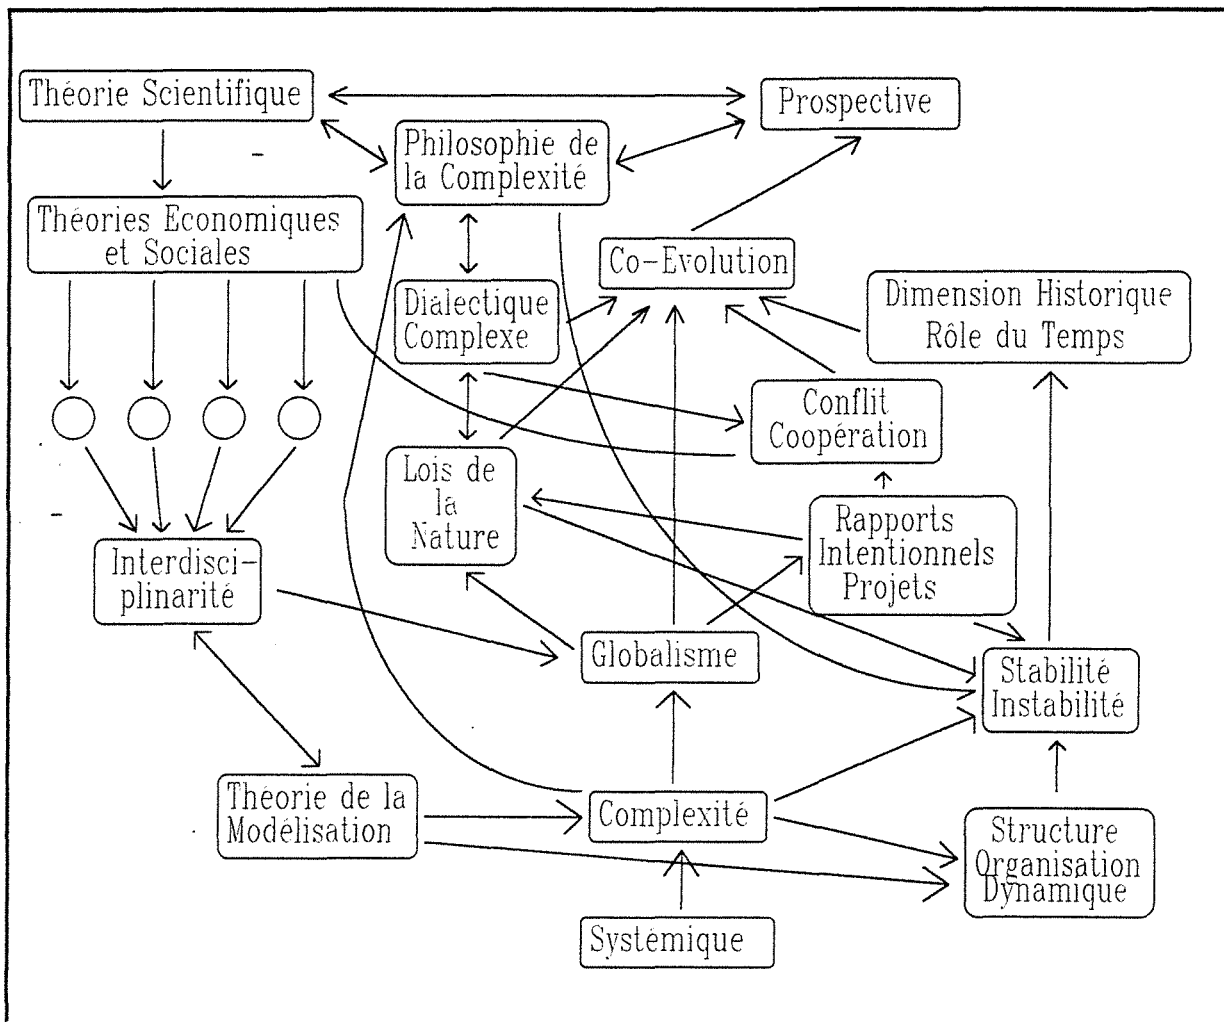 Théorie Scientifique
Prospective
Philosophie de
la Complexité
Théories Economiques
et Sociales
Co-Evolution
Dialectique
Complexe
Dimension Historique
Rôle du Temps
Conflit
Coopération
Lois de
la
Nature
Rapports
Intentionnels
Projets
Interdisci-
plinarité
Globalisme
Stabilité
Instabilité
Théorie de la
Modélisation
Complexité
Structure
Organisation
Dynamique
Systémique